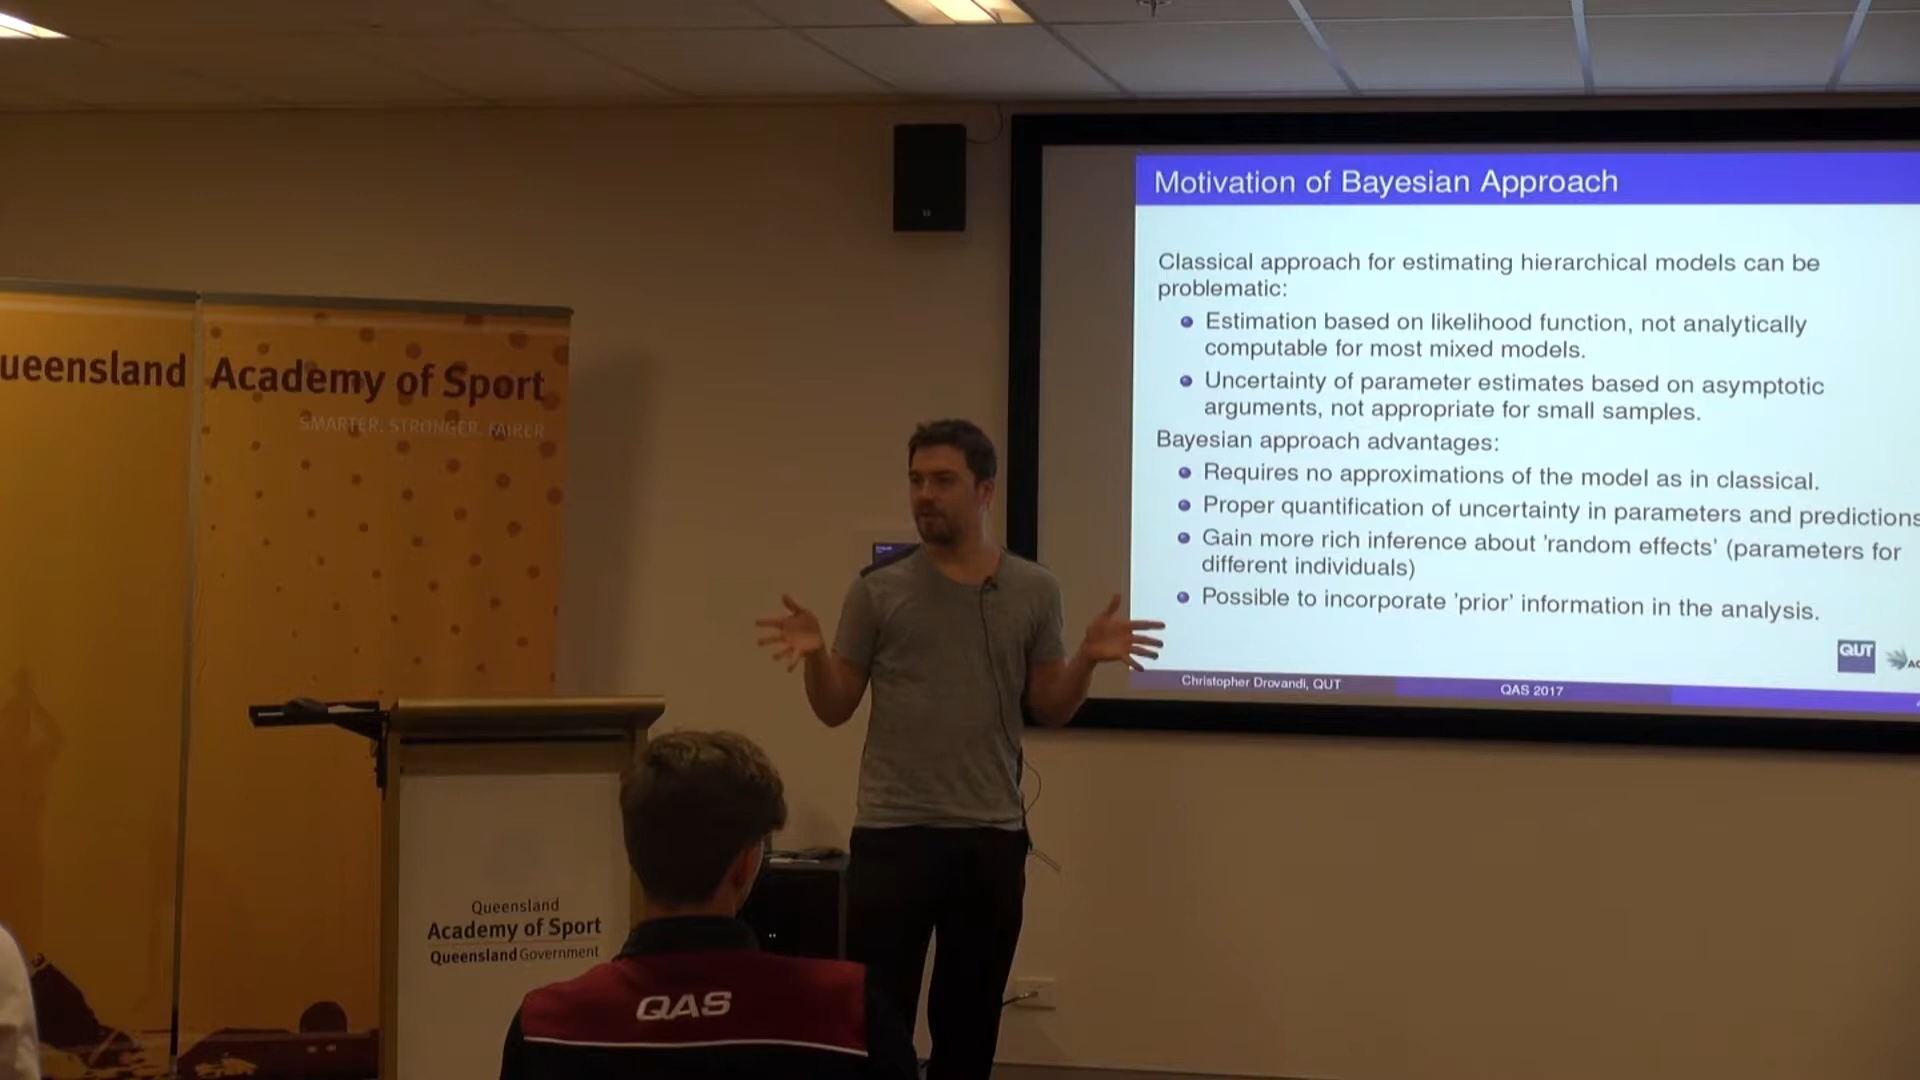 Motivation of Bayesian Approach
Classical approach for estimating hierarchical models can be
problematic:
Estimation based on likelihood function, not analytically
computable for most mixed models.
Uncertainty of parameter estimates based on asymptotic
arguments, not appropriate for small samples.
Bayesian approach advantages:
Requires no approximations of the model as in classical.
Proper quantification of uncertainty in parameters and predictions
Gain more rich inference about 'random effects' (parameters for
different individuals)
Possible to incorporate 'prior' information in the analysis.
QUT
AC
Christopher Drovandi, QUT
QAS 2017
ueensland Academy of Sport
SMARTER. STRONGER. FAIRER
Queensland
Academy of Sport
Queensland Government
QAS